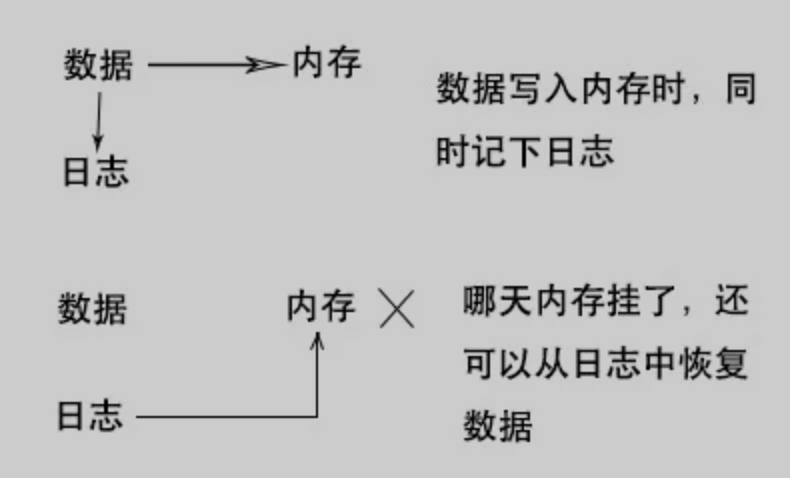 数据 内存
数据写入内存时，同
时记下日志
日志
数据 内存
哪天内存挂了，还
可以从日志中恢复
数据
日志